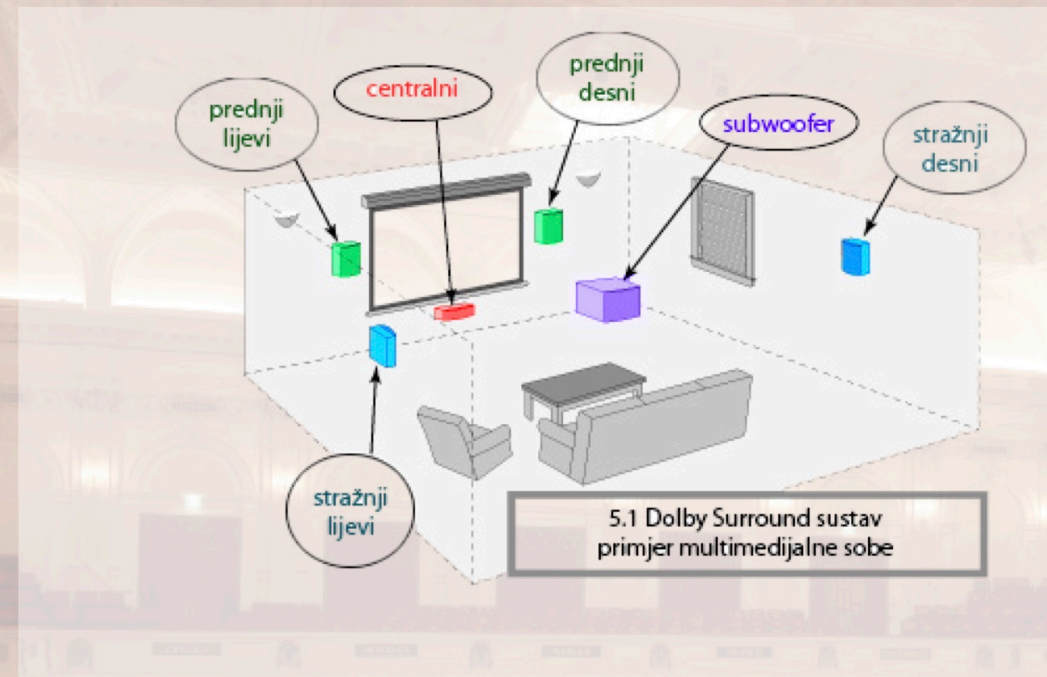 prednji
lijevi
centralni
prednji
desni
subwoofer
stražnji
desni
stražnji
lijevi
5.1 Dolby Surround sustav
primjer multimedijalne sobe